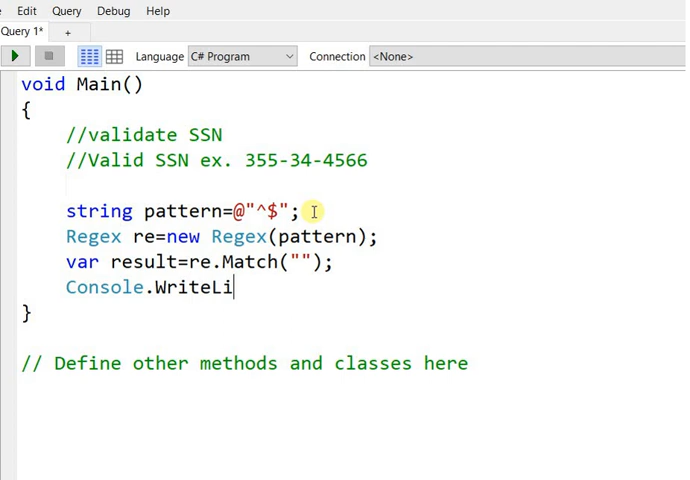 Edit Query Debug Help
Query 1* +
Language C# Program Connection <None>
void Main()
{
//validate SSN
//Valid SSN ex. 355-34-4566
string pattern=@"^$";
Regex re=new Regex(pattern);
var result=re.Match("");
Console.WriteLi
}
// Define other methods and classes here